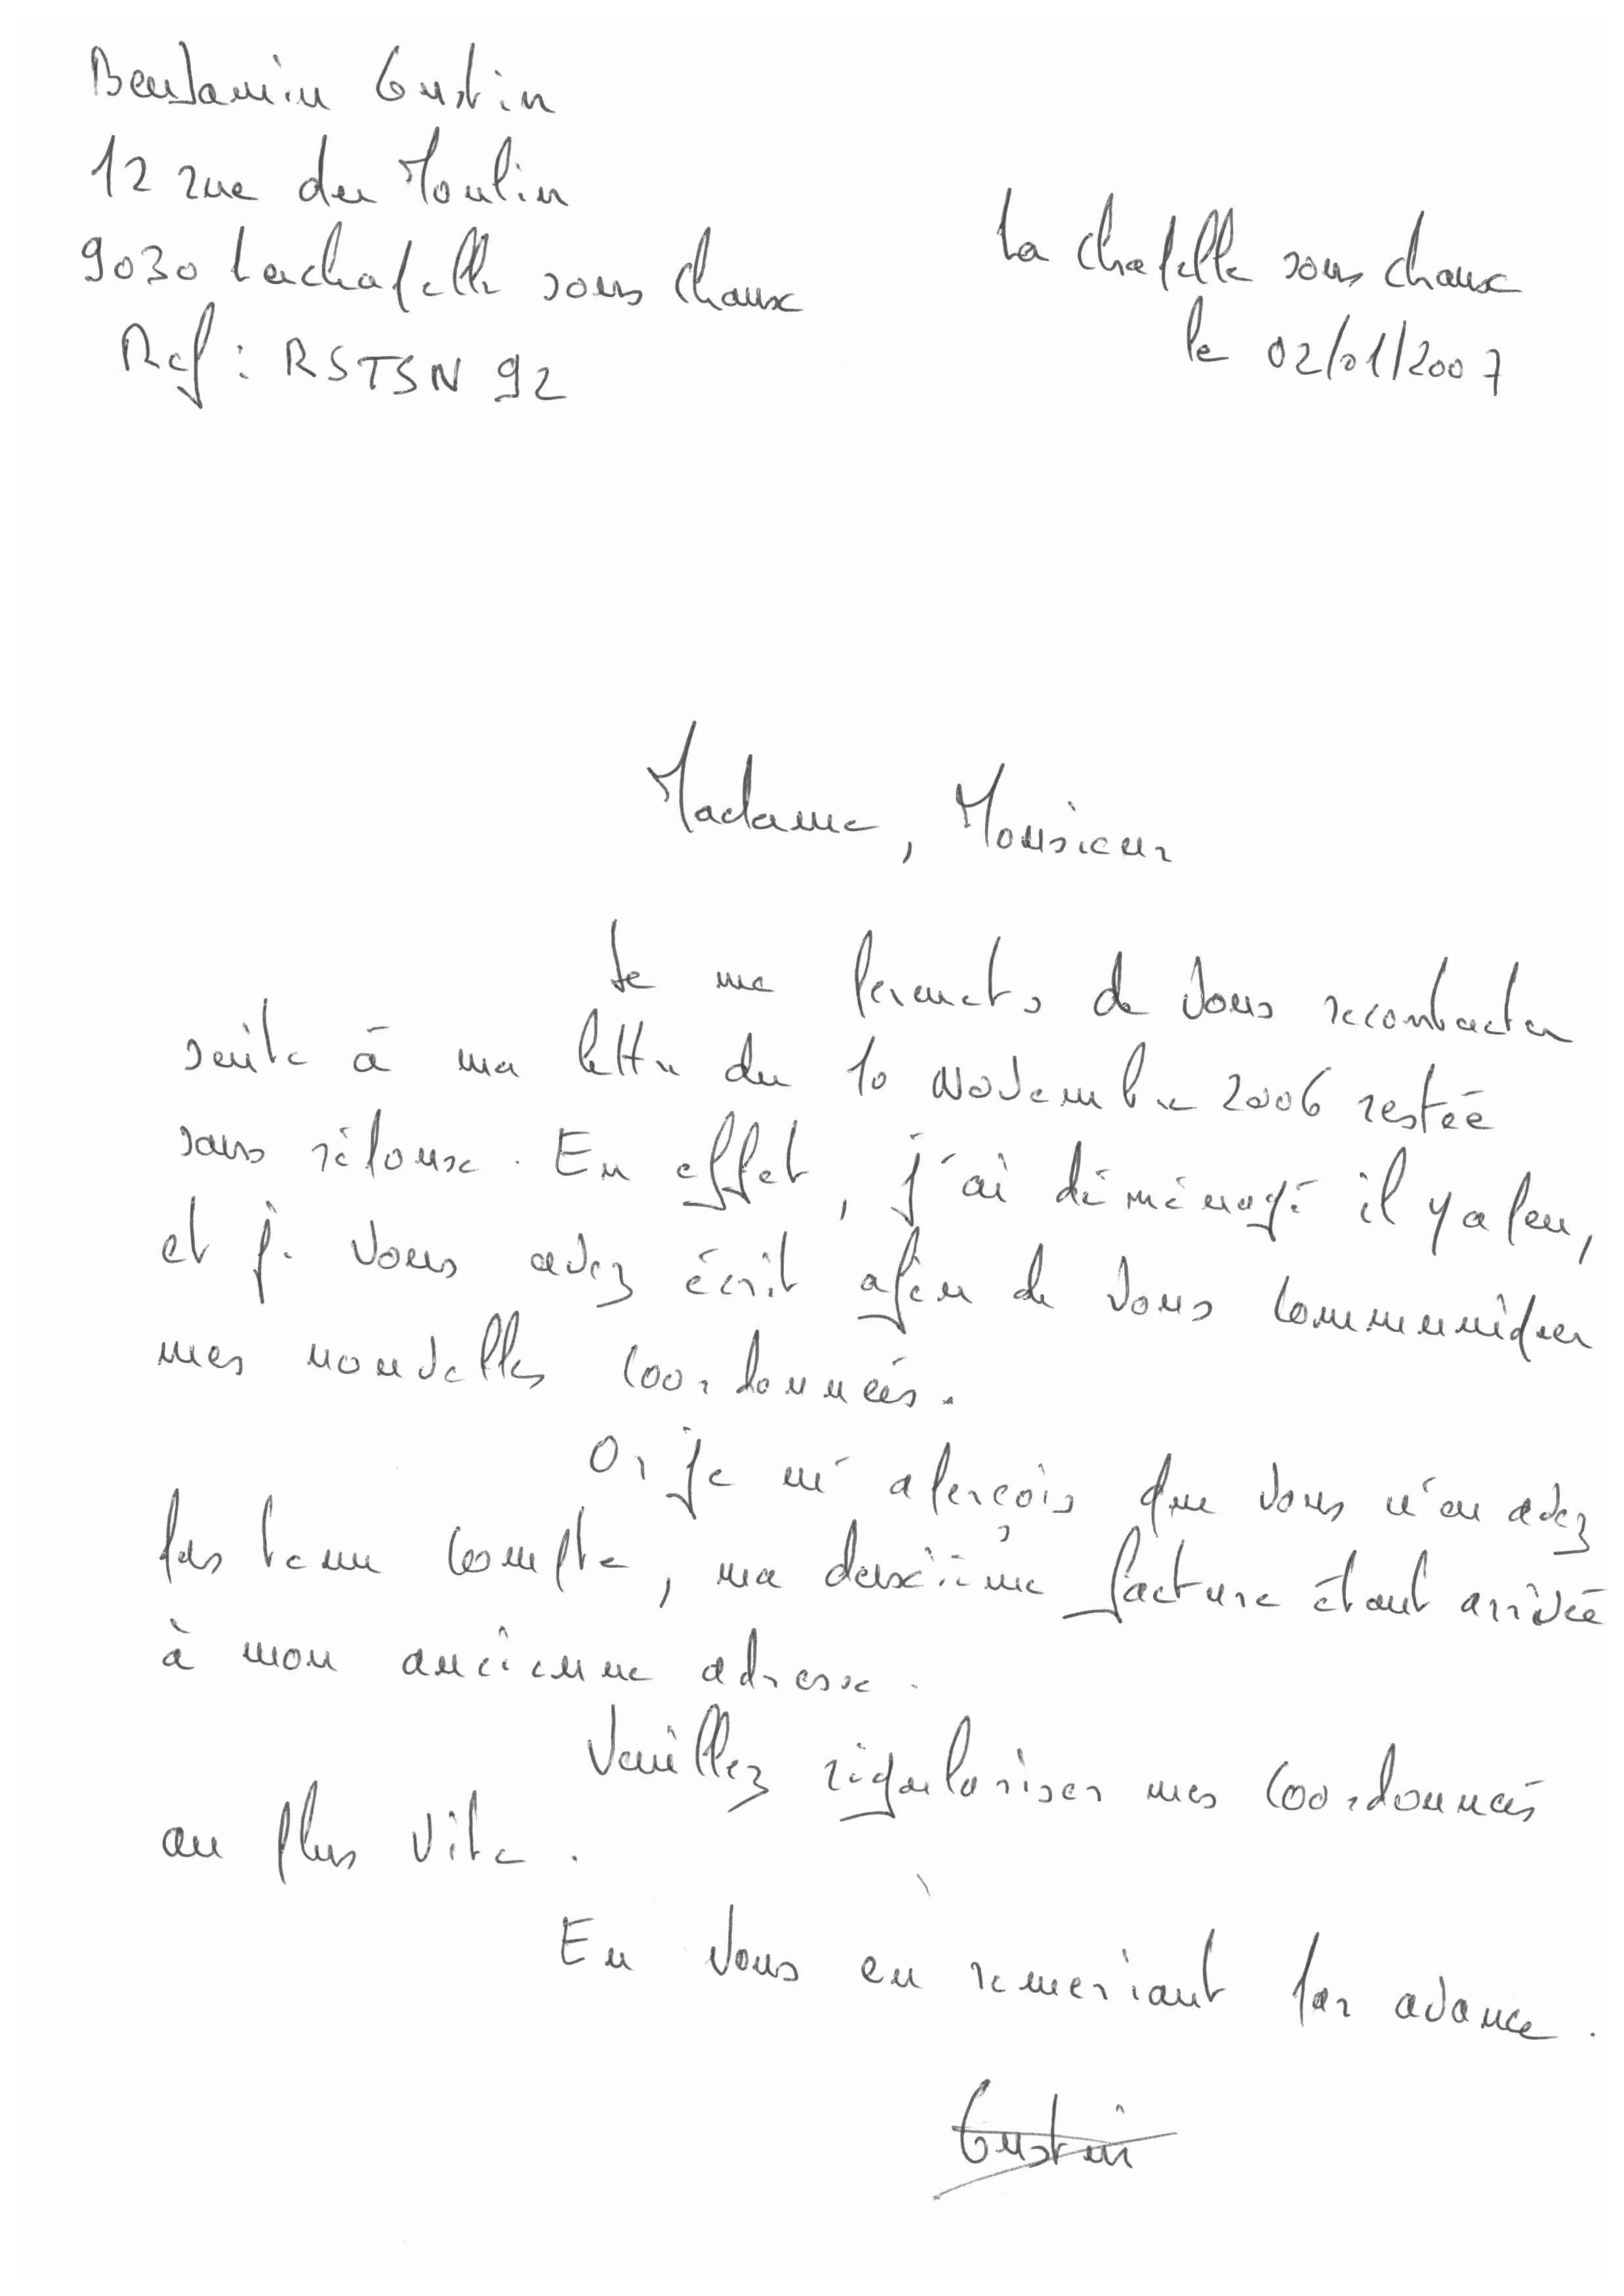 Benjamin Gustin
12 rue du Moulin
9030 Lachapelle sous Chaux
Ref : RSTSN 92
La Chapelle sous chaux
le 02/01/2007
Madame, Monsieur
Je me permets de vous recontacter
suite à ma lettre du 10 novembre 2006 restée
sans réponse. En effet, j'ai déménagé il y a peu,
et je vous avez écrit afin de vous communiquer
mes nouvelles coordonnées.
Or je m'aperçois que vous n'en avez
pas tenu compte, ma deuxième facture étant arrivée
à mon ancienne adresse.
Veuillez régulariser mes coordonnées
au plus vite.
En vous en remerciant par avance.
Gustin